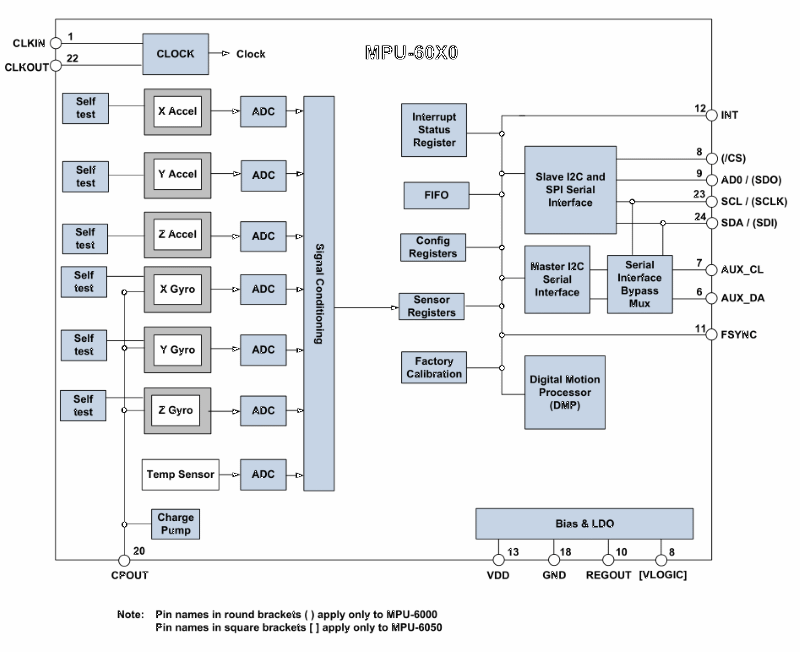 MPU-60X0
CLKIN
1
CLKOUT
22
CLOCK
Clock
Self
test
X Accel
ADC
Self
test
Y Accel
ADC
Self
test
Z Accel
ADC
Self
test
X Gyro
ADC
Self
test
Y Gyro
ADC
Self
test
Z Gyro
ADC
Temp Sensor
ADC
Charge
Pump
20
CPOUT
Signal Conditioning
Interrupt
Status
Register
FIFO
Config
Registers
Sensor
Registers
Factory
Calibration
Slave I2C and
SPI Serial
Interface
Master I2C
Serial
Interface
Serial
Interface
Bypass
Mux
Digital Motion
Processor
(DMP)
12
INT
8
(/CS)
9
AD0 / (SDO)
23
SCL / (SCLK)
24
SDA / (SDI)
7
AUX_CL
6
AUX_DA
11
FSYNC
Bias & LDO
13
VDD
18
GND
10
REGOUT
8
[VLOGIC]
Note: Pin names in round brackets ( ) apply only to MPU-6000
Pin names in square brackets [ ] apply only to MPU-6050